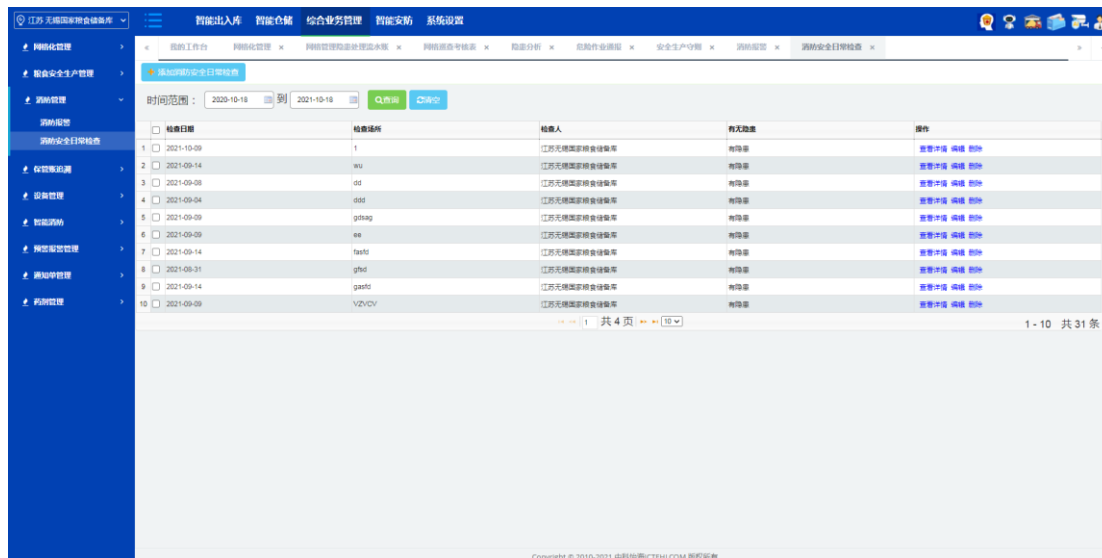 江苏 无锡国家粮食储备库
智能出入库 智能仓储 综合业务管理 智能安防 系统设置
网格化管理
粮食安全生产管理
消防管理
消防报警
消防安全日常检查
保管账追溯
设备管理
智能消防
预警报警管理
通知单管理
药剂管理
« 我的工作台 网格化管理 × 网格管理隐患处理流水账 × 网格巡查考核表 × 隐患分析 × 危险作业通报 × 安全生产守则 × 消防报警 × 消防安全日常检查 × »
添加消防安全日常检查
时间范围： 2020-10-18 到 2021-10-18 查询 清空
检查日期 检查场所 检查人 有无隐患 操作
1 2021-10-09 1 江苏无锡国家粮食储备库 有隐患 查看详情 编辑 删除
2 2021-09-14 wu 江苏无锡国家粮食储备库 有隐患 查看详情 编辑 删除
3 2021-09-08 dd 江苏无锡国家粮食储备库 有隐患 查看详情 编辑 删除
4 2021-09-04 ddd 江苏无锡国家粮食储备库 有隐患 查看详情 编辑 删除
5 2021-09-09 gdsag 江苏无锡国家粮食储备库 有隐患 查看详情 编辑 删除
6 2021-09-09 ee 江苏无锡国家粮食储备库 有隐患 查看详情 编辑 删除
7 2021-09-14 fasfd 江苏无锡国家粮食储备库 有隐患 查看详情 编辑 删除
8 2021-08-31 gfsd 江苏无锡国家粮食储备库 有隐患 查看详情 编辑 删除
9 2021-09-14 gasfd 江苏无锡国家粮食储备库 有隐患 查看详情 编辑 删除
10 2021-09-09 VZVCV 江苏无锡国家粮食储备库 有隐患 查看详情 编辑 删除
1 共 4 页 10
1 - 10 共 31 条
Copyright © 2010-2021